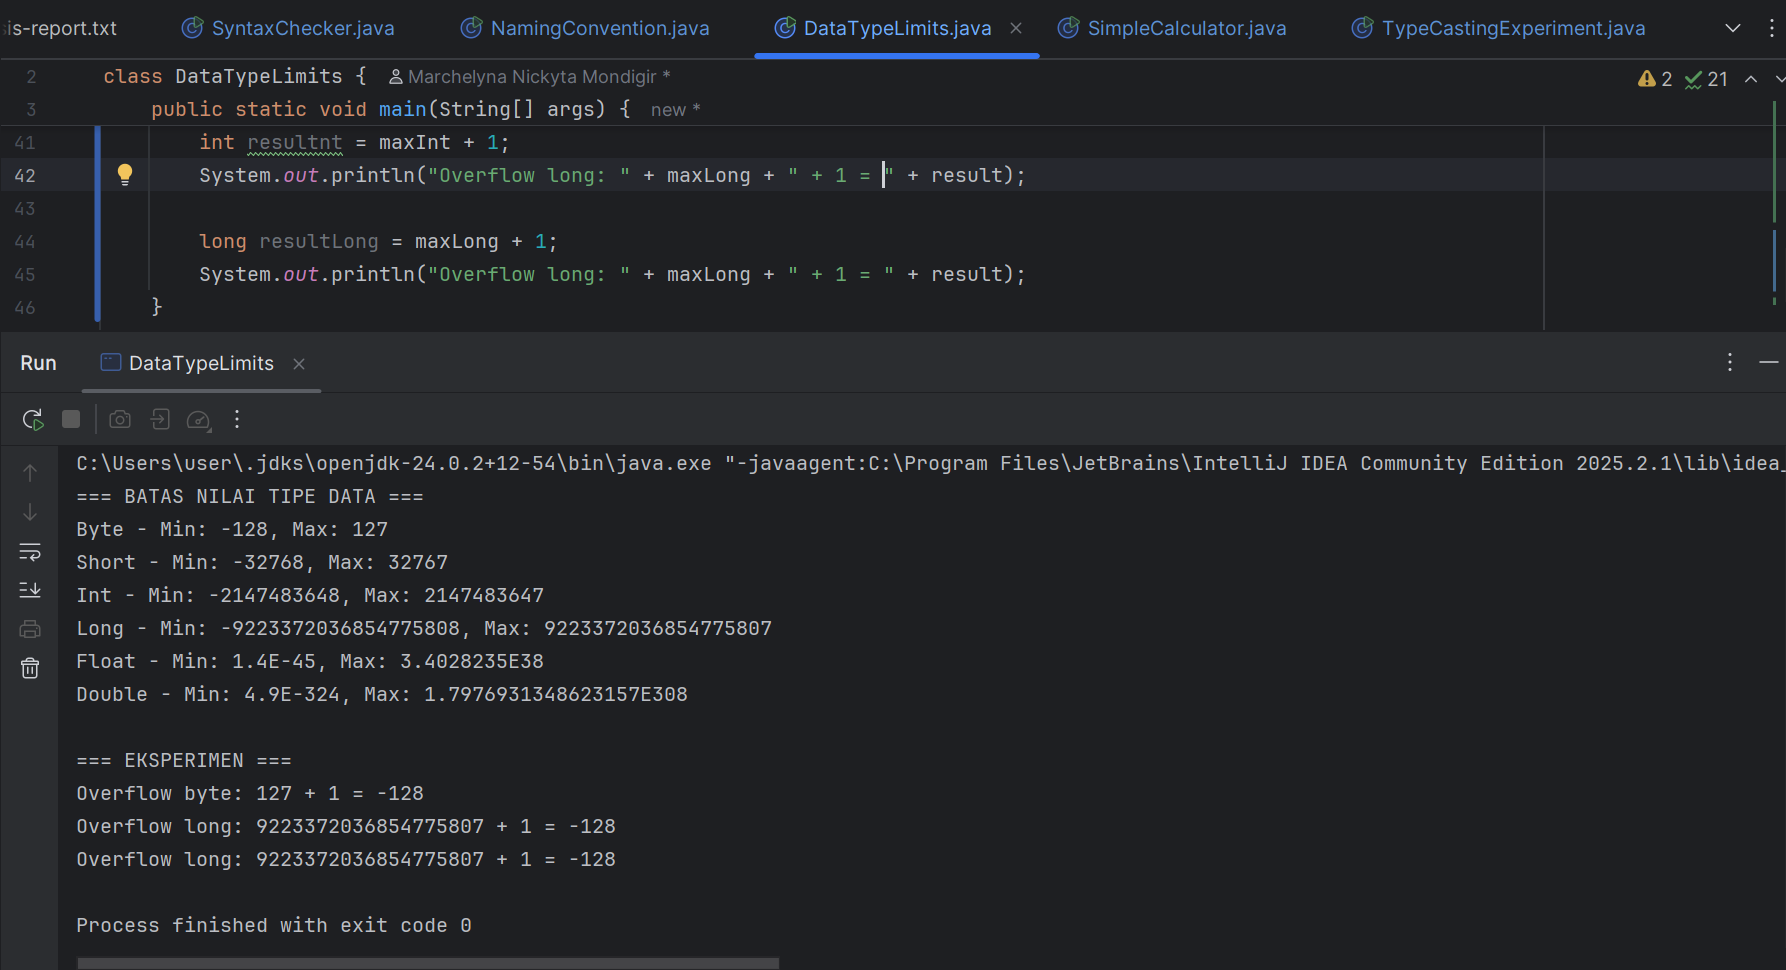 is-report.txt SyntaxChecker.java NamingConvention.java DataTypeLimits.java SimpleCalculator.java TypeCastingExperiment.java
2 class DataTypeLimits { Marchelyna Nickyta Mondigir * 2 21
3 public static void main(String[] args) { new *
41 int resultnt = maxInt + 1;
42 System.out.println("Overflow long: " + maxLong + " + 1 = " + result);
43
44 long resultLong = maxLong + 1;
45 System.out.println("Overflow long: " + maxLong + " + 1 = " + result);
46 }
Run DataTypeLimits
C:\Users\user\.jdks\openjdk-24.0.2+12-54\bin\java.exe "-javaagent:C:\Program Files\JetBrains\IntelliJ IDEA Community Edition 2025.2.1\lib\idea_
=== BATAS NILAI TIPE DATA ===
Byte - Min: -128, Max: 127
Short - Min: -32768, Max: 32767
Int - Min: -2147483648, Max: 2147483647
Long - Min: -9223372036854775808, Max: 9223372036854775807
Float - Min: 1.4E-45, Max: 3.4028235E38
Double - Min: 4.9E-324, Max: 1.7976931348623157E308
=== EKSPERIMEN ===
Overflow byte: 127 + 1 = -128
Overflow long: 9223372036854775807 + 1 = -128
Overflow long: 9223372036854775807 + 1 = -128
Process finished with exit code 0